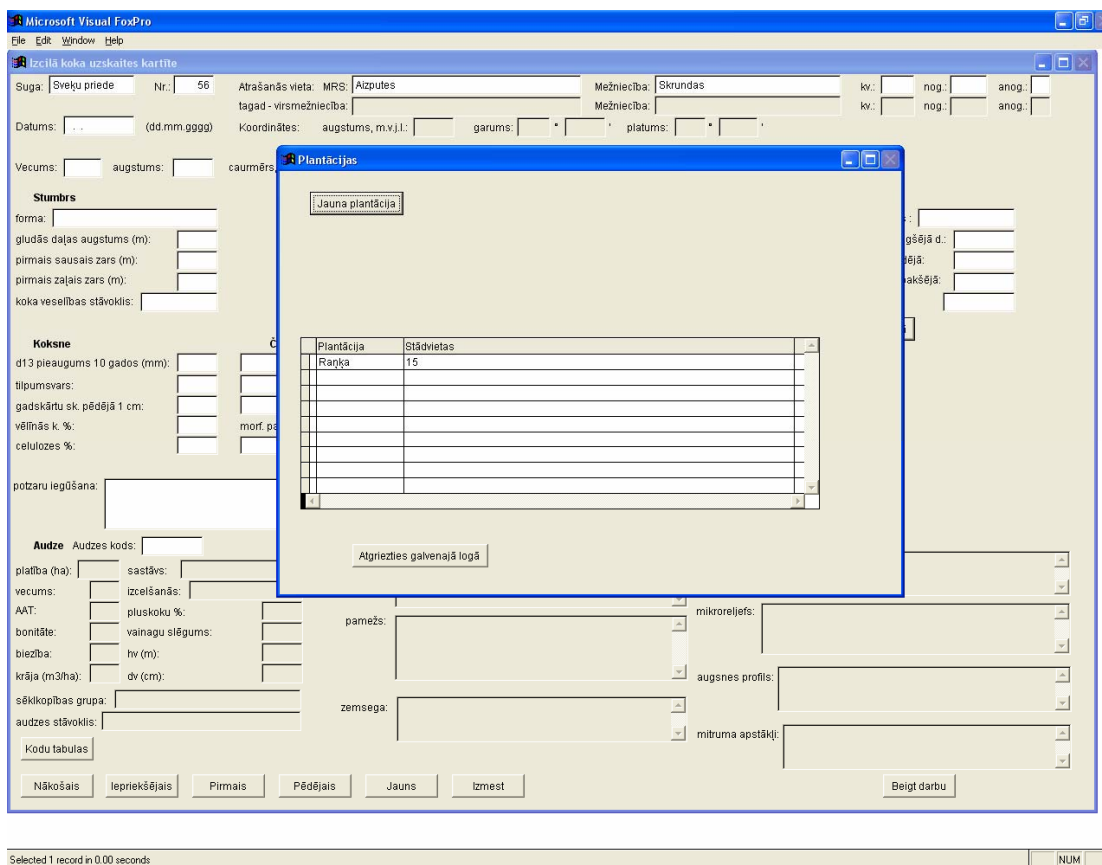 Microsoft Visual FoxPro
File Edit Window Help
Izcilā koka uzskaites kartīte
Suga: Sveķu priede Nr.: 56 Atrašanās vieta: MRS: Aizputes Mežniecība: Skrundas kv.: nog.: anog.:
tagad - virsmežniecība: Mežniecība: kv.: nog.: anog.:
Datums: . . (dd.mm.gggg) Koordinātes: augstums, m.v.j.l.: garums: ° ' platums: ° '
Vecums: augstums: caurmērs,
Plantācijas
Jauna plantācija
Stumbrs
forma:
gludās daļas augstums (m): gšējā d.:
pirmais sausais zars (m):
pirmais zaļais zars (m): akšējā:
koka veselības stāvoklis:
Koksne
d13 pieaugums 10 gados (mm):
tilpumsvars:
gadskārtu sk. pēdējā 1 cm:
vēlīnās k. %: morf. pa
celulozes %:
Plantācija Stādvietas
Raņķa 15
potzaru iegūšana:
Atgriezties galvenajā logā
Audze Audzes kods:
platība (ha): sastāvs:
vecums: izcelšanās:
AAT: pluskoku %:
bonitāte: vainagu slēgums:
biezība: hv (m):
krāja (m3/ha): dv (cm):
sēklkopības grupa:
audzes stāvoklis:
pamežs:
zemsega:
mikroreljefs:
augsnes profils:
mitruma apstākļi:
Kodu tabulas
Nākošais Iepriekšējais Pirmais Pēdējais Jauns Izmest Beigt darbu
Selected 1 record in 0.00 seconds NUM